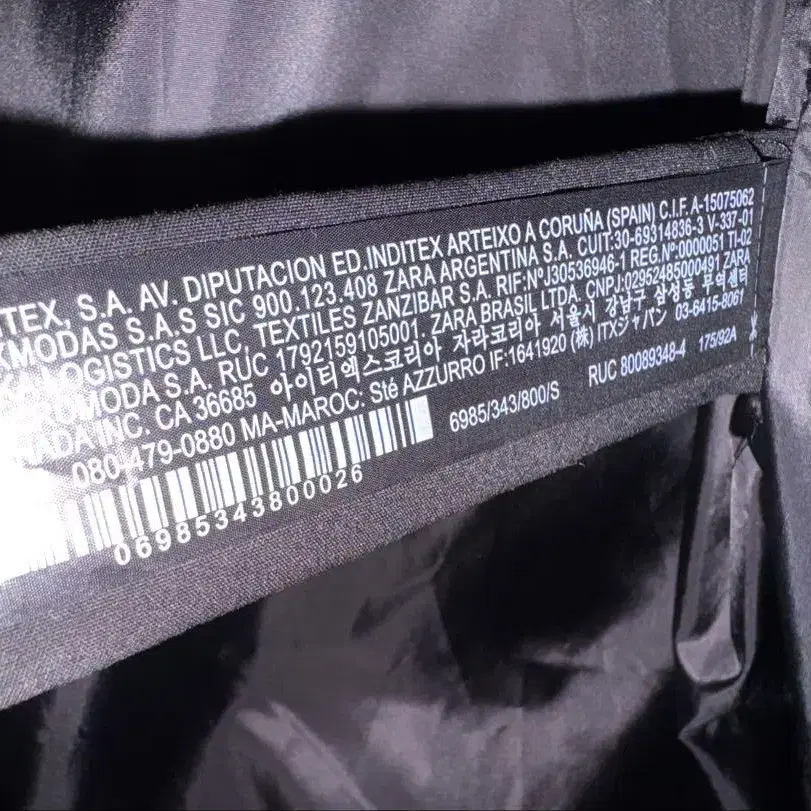 TEX, S.A. AV. DIPUTACION ED.INDITEX ARTEIXO A CORUÑA (SPAIN) C.I.F. A-15075062
MODAS S.A.S SIC 900.123.408 ZARA ARGENTINA S.A. CUIT:30-69314836-3 V-337-01
LOGISTICS LLC, TEXTILES ZANZIBAR S.A. RIF:NºJ30536946-1 REG.Nº:0000051 TI-02
MODA S.A. RUC 1792159105001. ZARA BRASIL LTDA. CNPJ:02952485000491 ZARA
ADA INC. CA 36685 아이티엑스코리아 자라코리아 서울시 강남구 삼성동 무역센터
080-479-0880 MA-MAROC: Sté AZZURRO IF:1641920 (株) ITXジャパン 03-6415-8061
6985/343/800/S RUC 80089348-4 175/92A
06985343800026